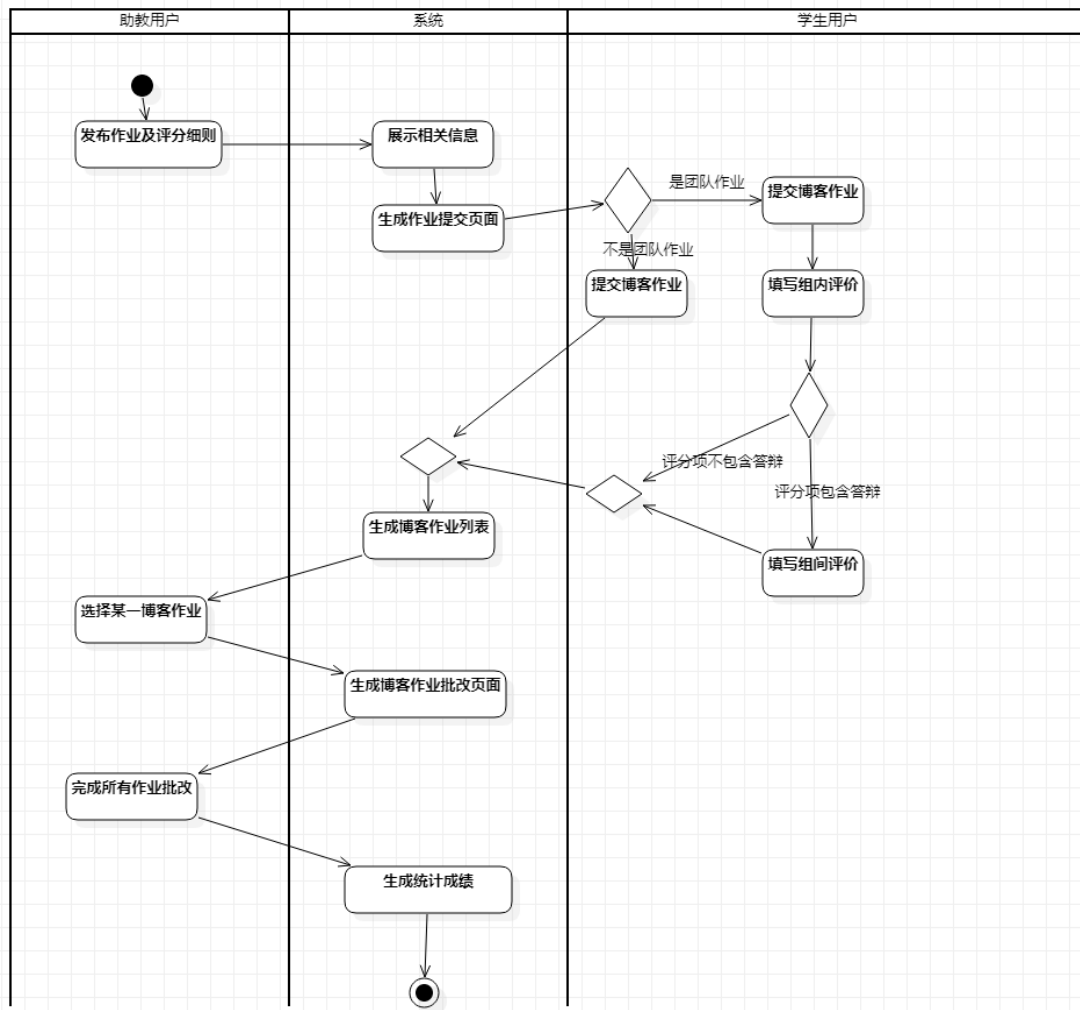 助教用户
系统
学生用户
发布作业及评分细则
展示相关信息
是团队作业
提交博客作业
生成作业提交页面
不是团队作业
提交博客作业
填写组内评价
评分项不包含答辩
评分项包含答辩
生成博客作业列表
填写组间评价
选择某一博客作业
生成博客作业批改页面
完成所有作业批改
生成统计成绩